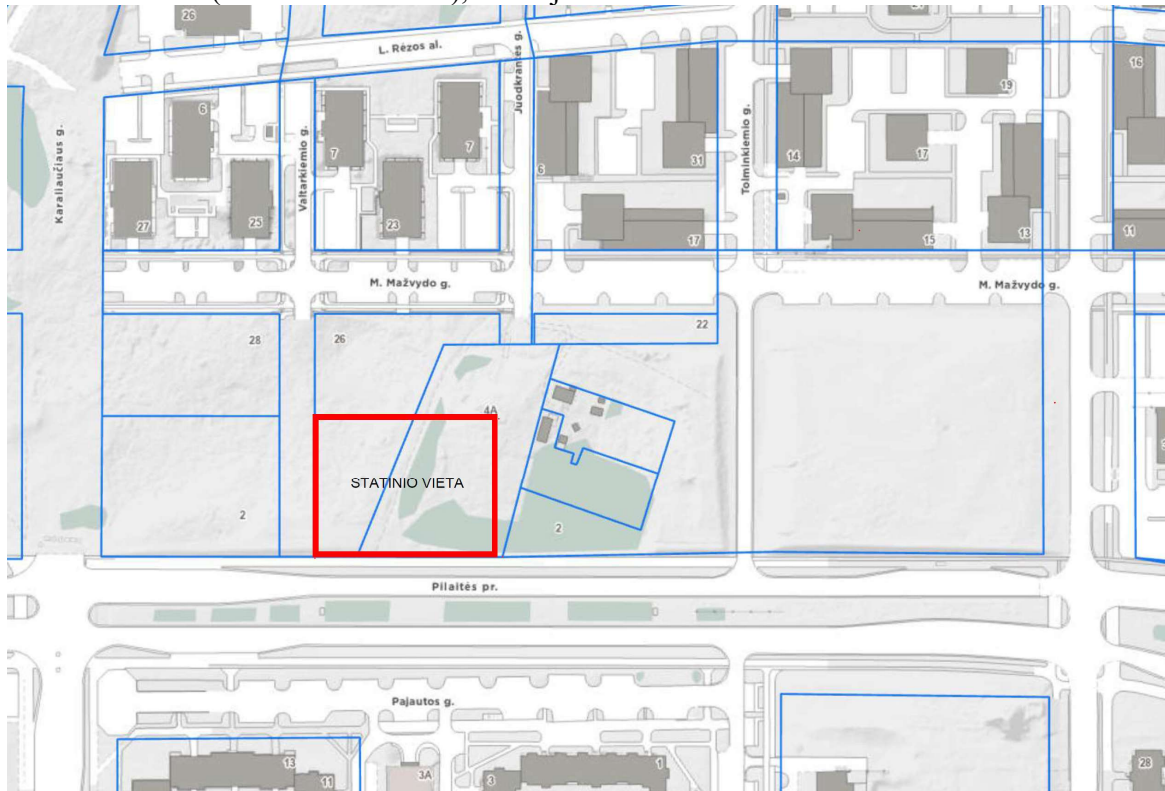 26
L. Rėzos al.
Juodkrantės g.
16
19
6
Karaliaučiaus g.
Valtarkiemio g.
7
7
Tolminkiemio g.
6
31
14
17
27
25
23
17
15
13
11
M. Mažvydo g.
M. Mažvydo g.
28
26
22
4A
STATINIO VIETA
2
2
Pilaitės pr.
Pajautos g.
13
11
3A
3
1
28